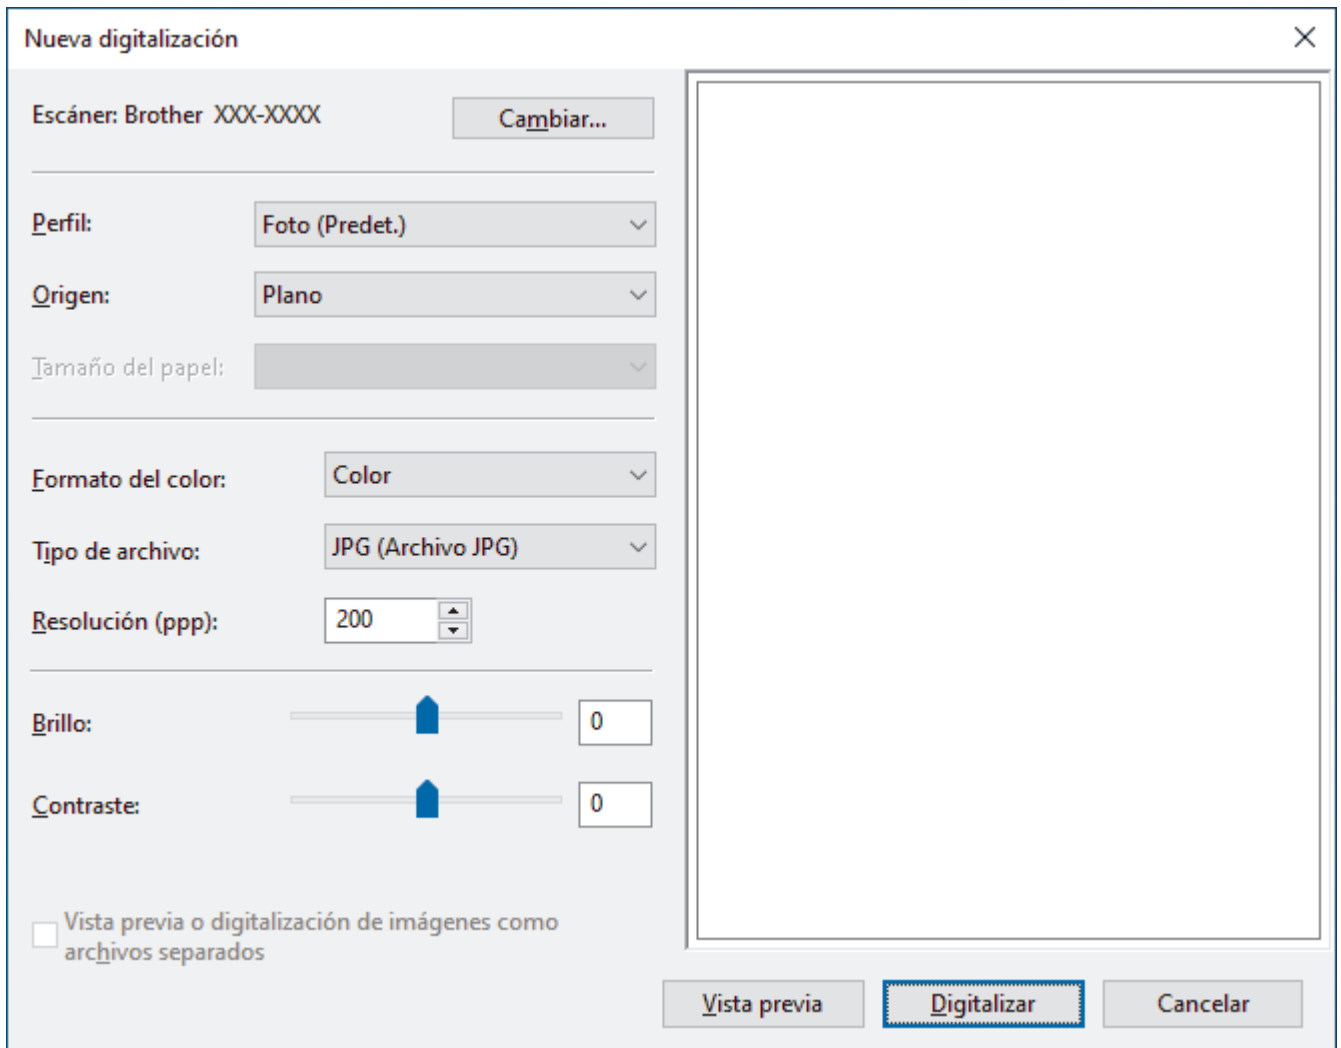 Nueva digitalización
Escáner: Brother XXX-XXXX
Cambiar...
Perfil:
Foto (Predet.)
Origen:
Plano
Tamaño del papel:
Formato del color:
Color
Tipo de archivo:
JPG (Archivo JPG)
Resolución (ppp):
200
Brillo:
0
Contraste:
0
Vista previa o digitalización de imágenes como
archivos separados
Vista previa
Digitalizar
Cancelar